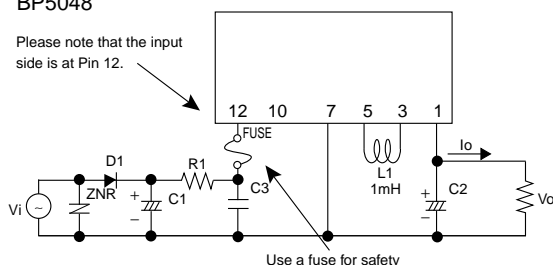 BP5048
Please note that the input
side is at Pin 12.
12 10 7 5 3 1
FUSE
Io
D1
R1
L1
1mH
ZNR
C1
C3
C2
Vi
Vo
+
−
+
−
Use a fuse for safety